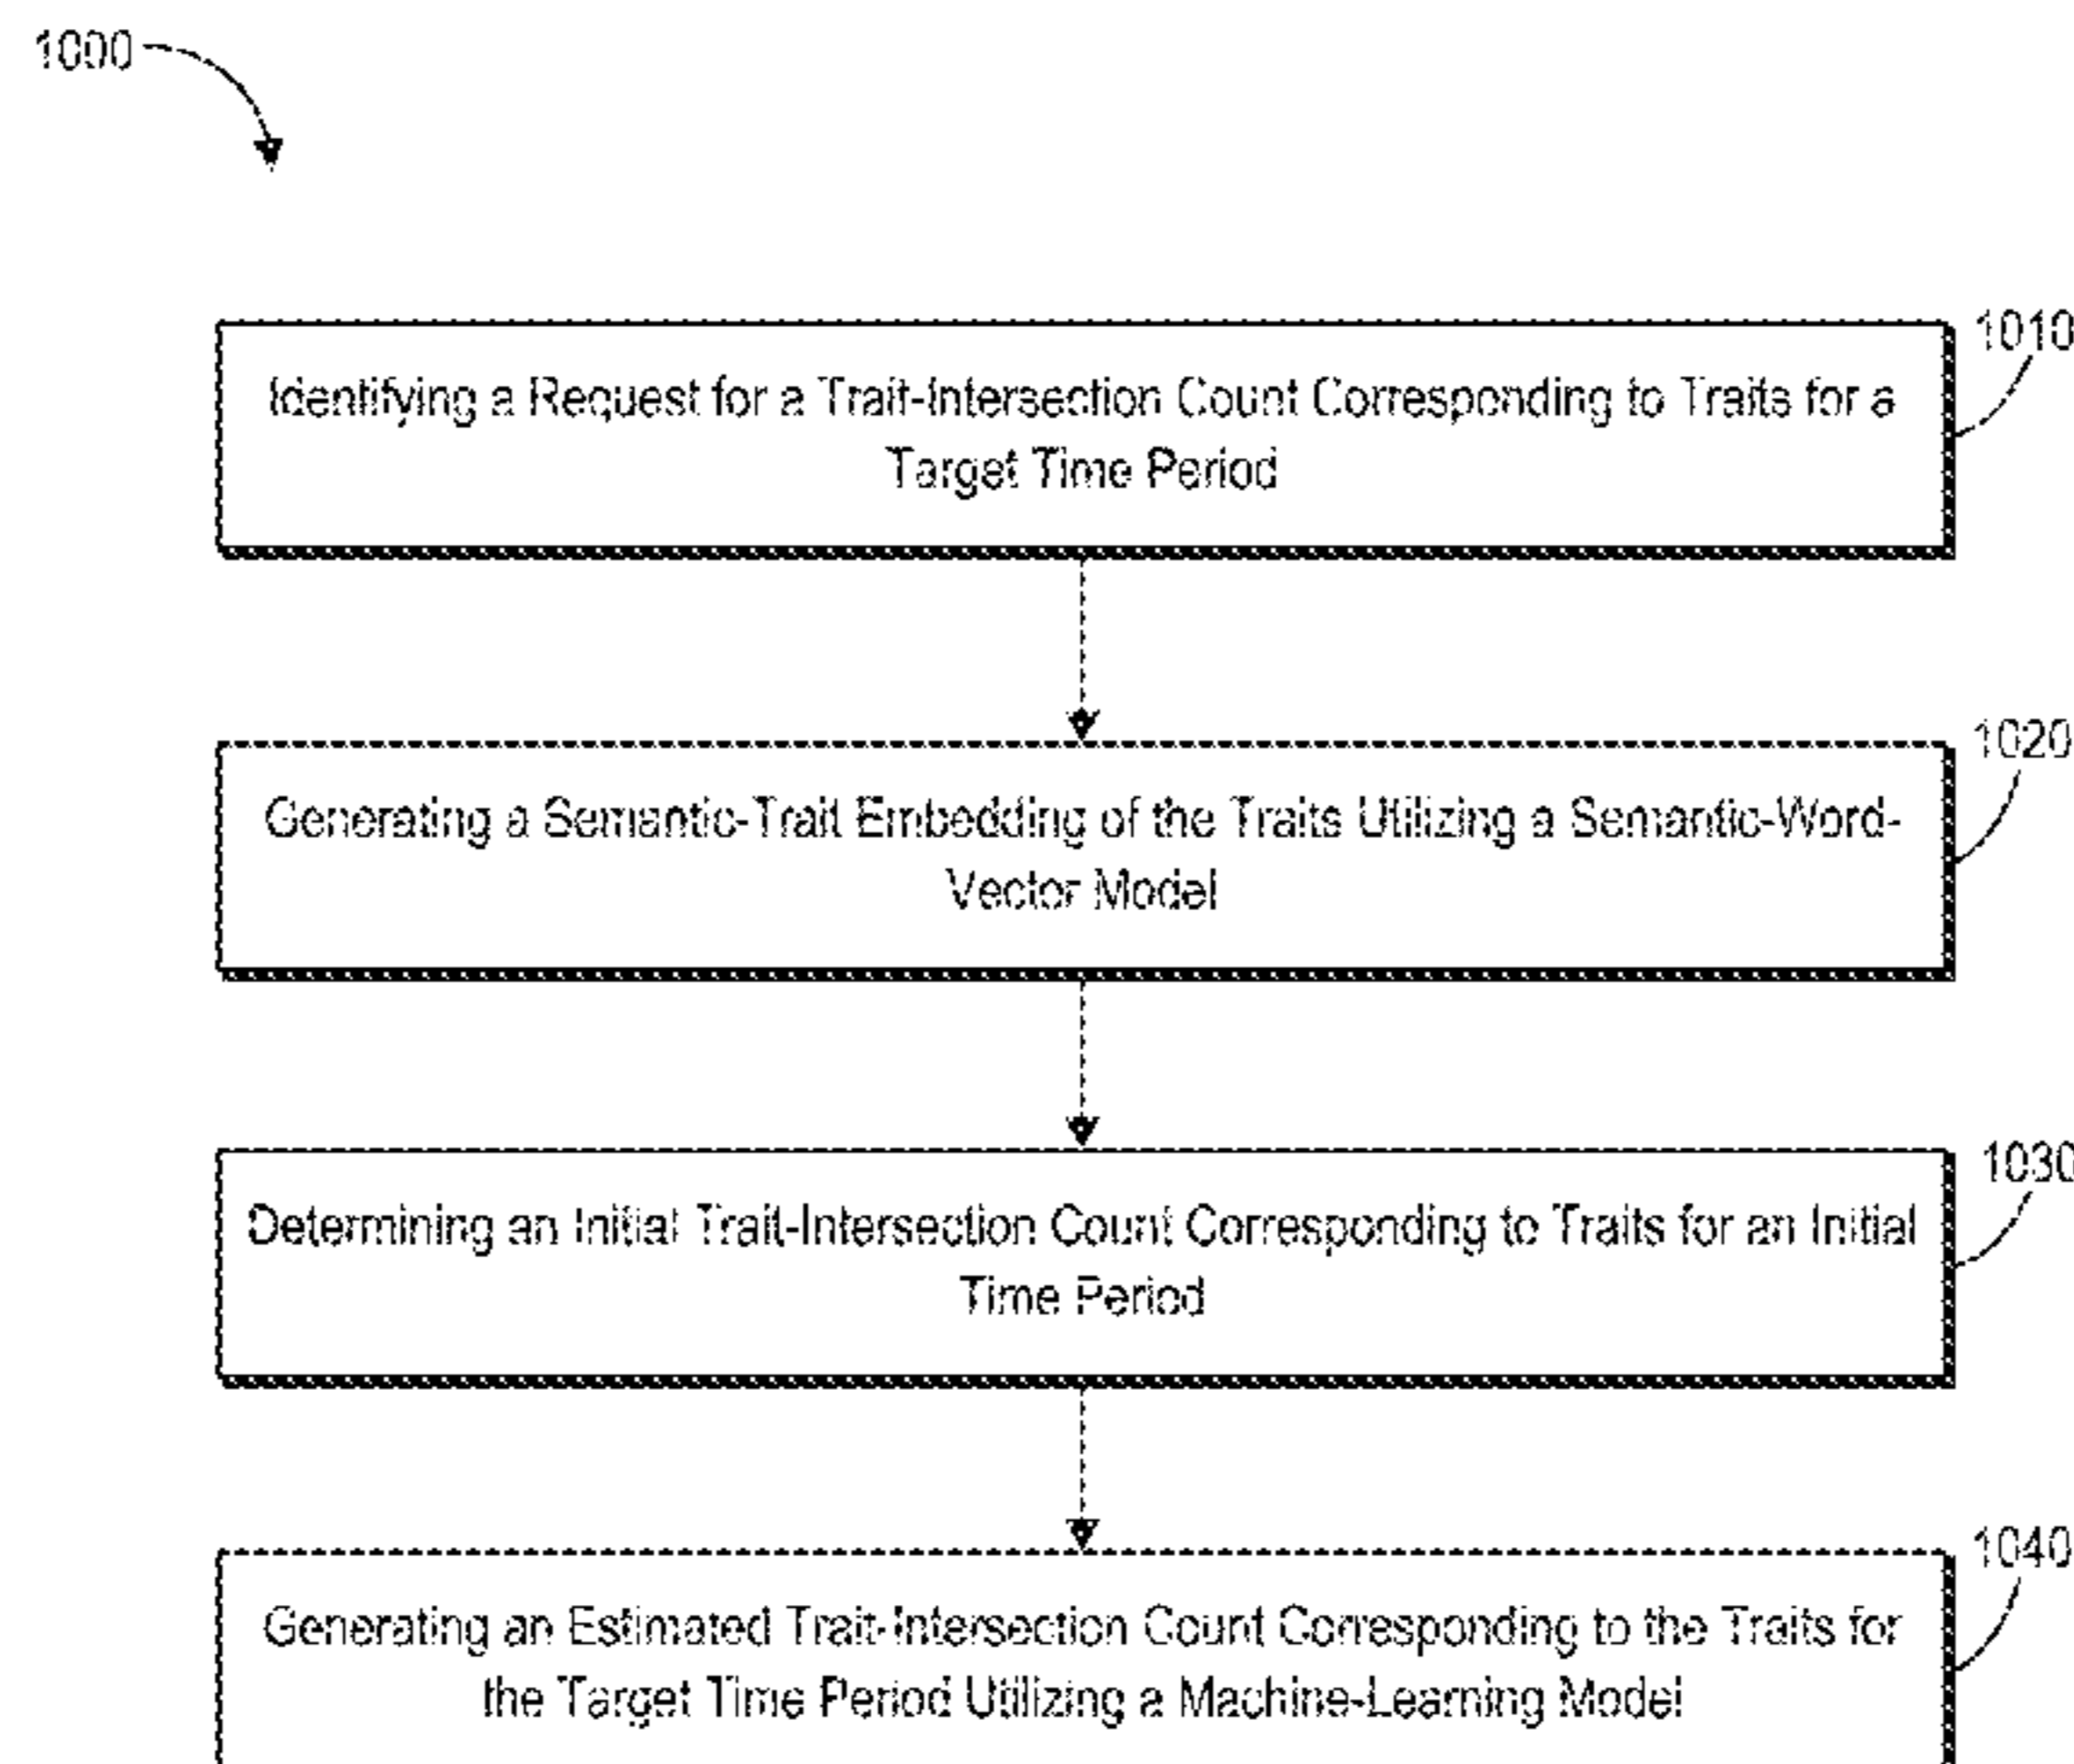 1000
1010
Identifying a Request for a Trait-Intersection Count Corresponding to Traits for a
Target Time Period
1020
Generating a Semantic-Trait Embedding of the Traits Utilizing a Semantic-Word-
Vector Model
1030
Determining an Initial Trait-Intersection Count Corresponding to Traits for an Initial
Time Period
1040
Generating an Estimated Trait-Intersection Count Corresponding to the Traits for
the Target Time Period Utilizing a Machine-Learning Model